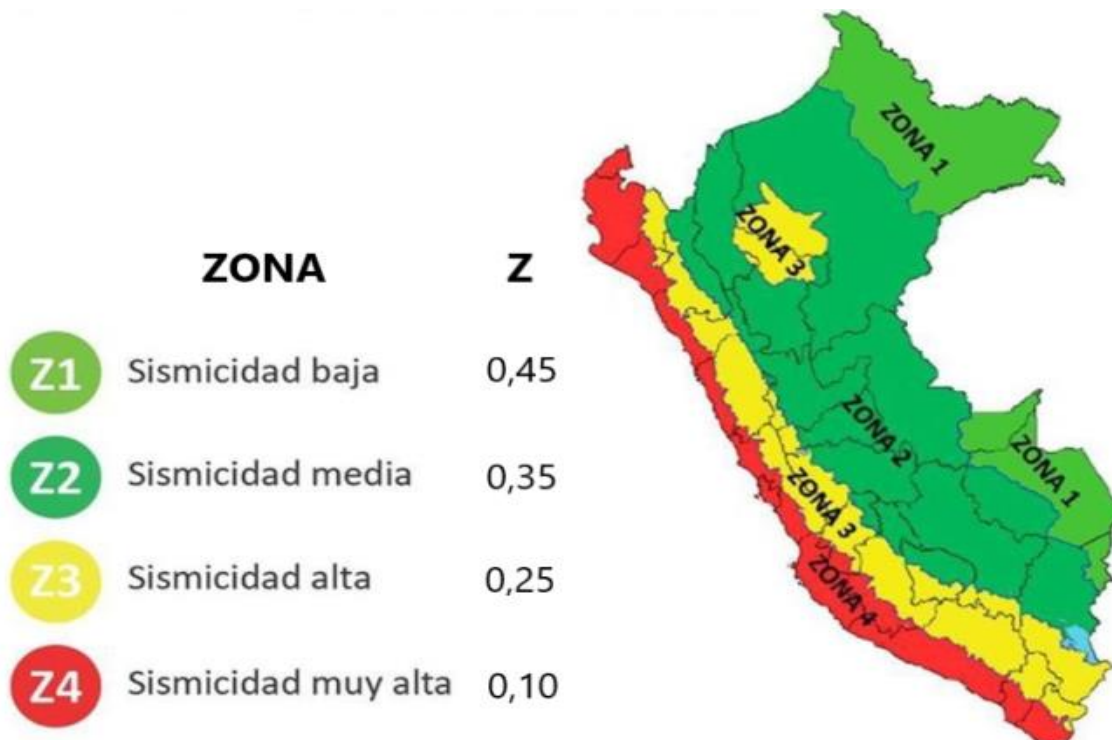 ZONA Z
Z1 Sismicidad baja 0,45
Z2 Sismicidad media 0,35
Z3 Sismicidad alta 0,25
Z4 Sismicidad muy alta 0,10
ZONA 1
ZONA 3
ZONA 2
ZONA 1
ZONA 3
ZONA 4